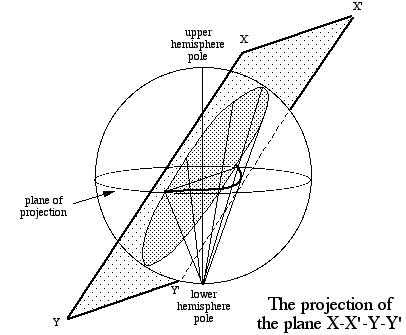 X'
upper
hemisphere
pole
X
plane of
projection
Y'
lower
hemisphere
pole
Y
The projection of
the plane X-X'-Y-Y'